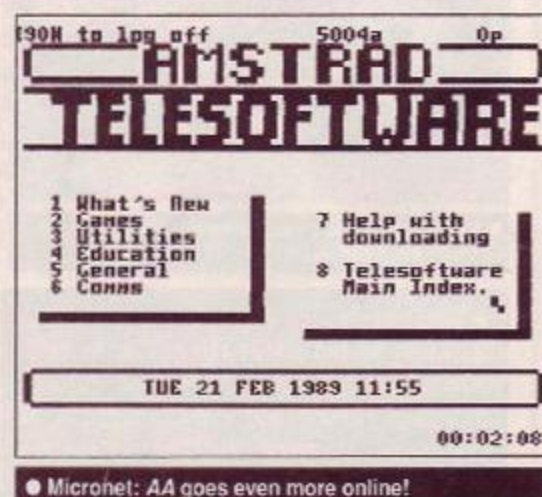 90H to log off 5004a 0p
AMSTRAD
TELESOFTWARE
1 What's New
2 Games
3 Utilities
4 Education
5 General
6 Comms
7 Help with
downloading
8 Telesoftware
Main Index.
TUE 21 FEB 1989 11:55
00:02:08
● Micronet: AA goes even more online!